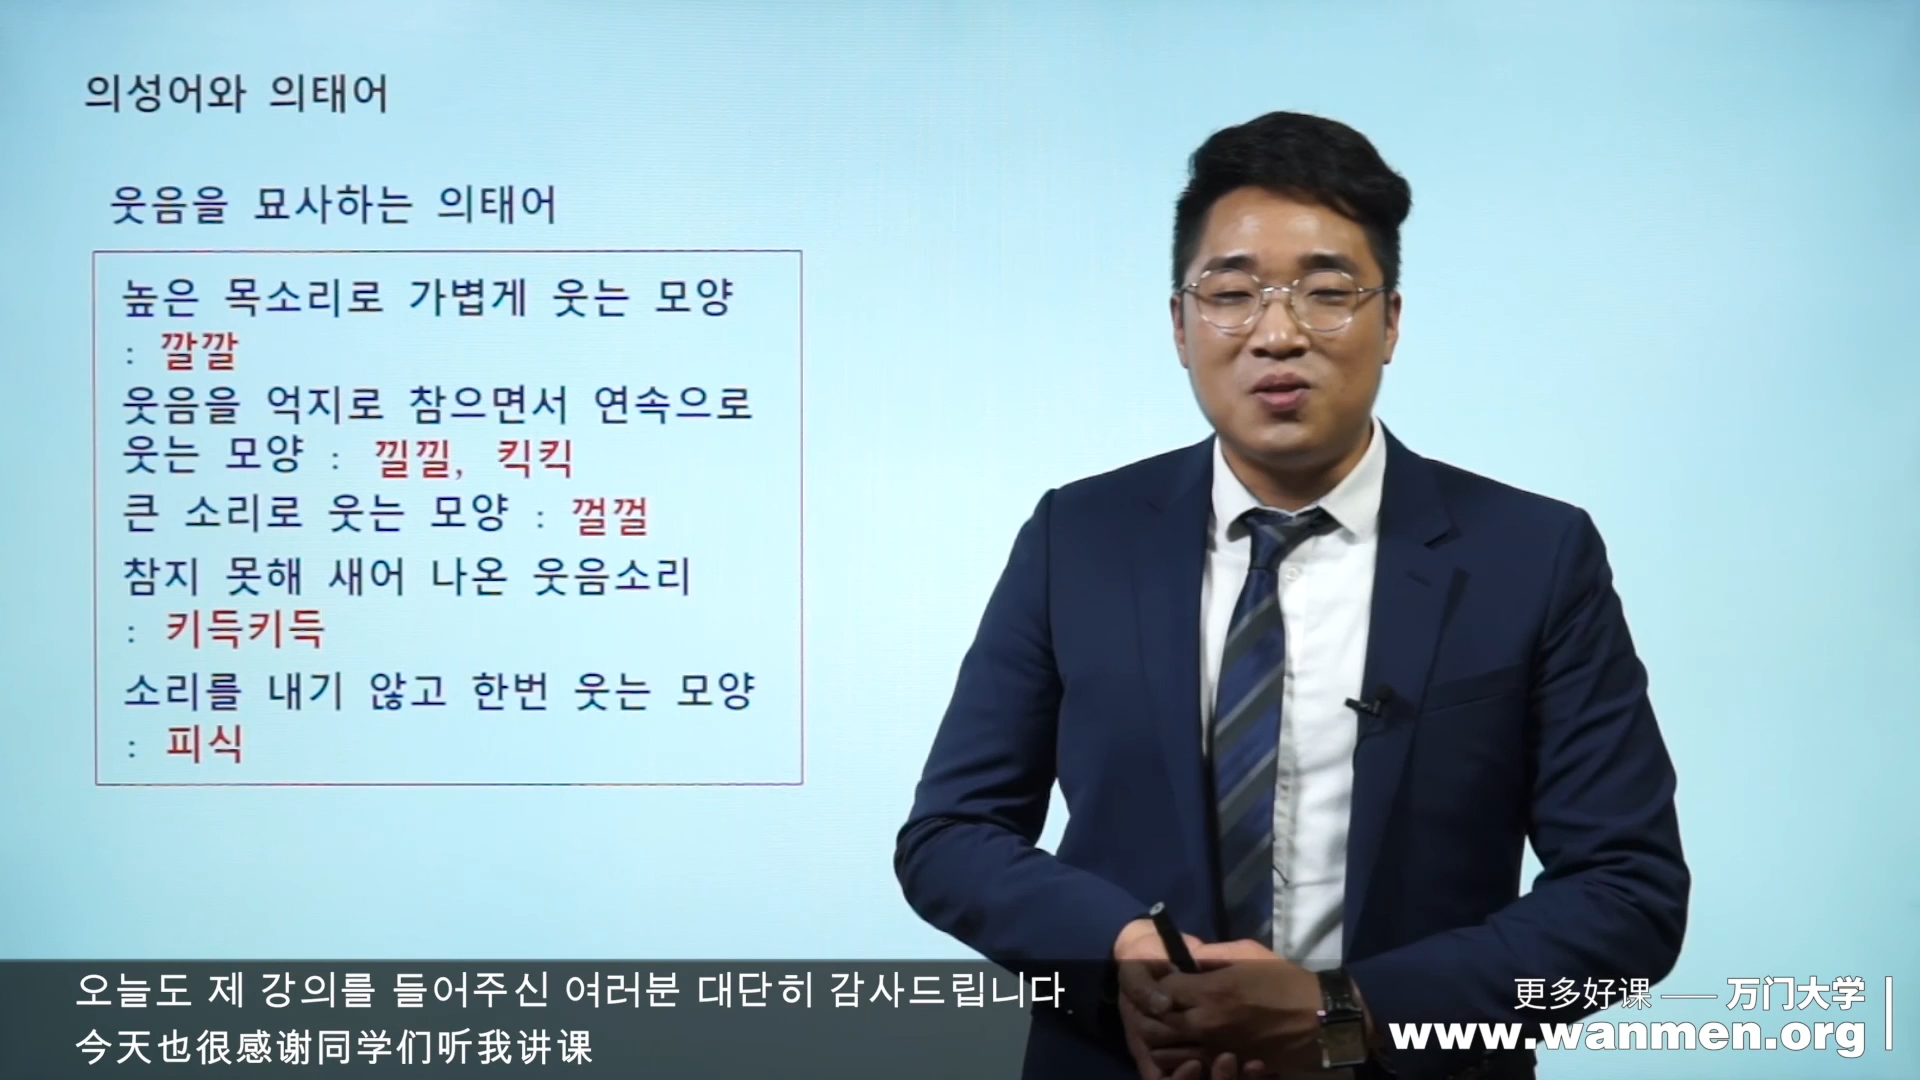 의성어와 의태어
웃음을 묘사하는 의태어
높은 목소리로 가볍게 웃는 모양
: 깔깔
웃음을 억지로 참으면서 연속으로
웃는 모양 : 낄낄, 킥킥
큰 소리로 웃는 모양 : 껄껄
참지 못해 새어 나온 웃음소리
: 키득키득
소리를 내기 않고 한번 웃는 모양
: 피식
오늘도 제 강의를 들어주신 여러분 대단히 감사드립니다
今天也很感谢同学们听我讲课
更多好课 —— 万门大学
www.wanmen.org